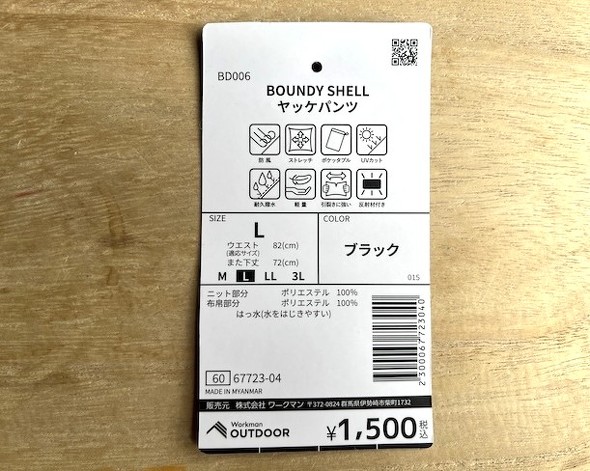 BD006
BOUNDY SHELL
ヤッケパンツ
防風 ストレッチ ポケッタブル UVカット
耐久撥水 軽量 引裂きに強い 反射材付き
SIZE
L
ウエスト 82(cm)
(適応サイズ)
また下丈 72(cm)
M L LL 3L
COLOR
ブラック
01S
ニット部分 ポリエステル 100%
布帛部分 ポリエステル 100%
はっ水(水をはじきやすい)
2300067723040
60 67723-04
MADE IN MYANMAR
販売元 株式会社 ワークマン 〒372-0824 群馬県伊勢崎市柴町1732
Workman
OUTDOOR
¥1,500税込